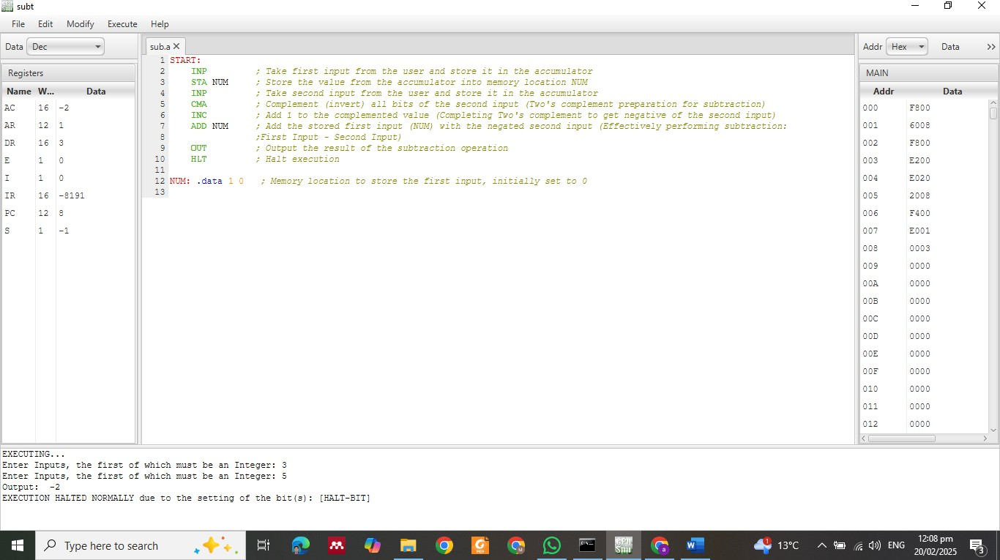 subt
File Edit Modify Execute Help
Data Dec
sub.a
Addr Hex Data
Registers
Name W... Data
AC 16 -2
AR 12 1
DR 16 3
E 1 0
I 1 0
IR 16 -8191
PC 12 8
S 1 -1
1 START:
2 INP ; Take first input from the user and store it in the accumulator
3 STA NUM ; Store the value from the accumulator into memory location NUM
4 INP ; Take second input from the user and store it in the accumulator
5 CMA ; Complement (invert) all bits of the second input (Two's complement preparation for subtraction)
6 INC ; Add 1 to the complemented value (Completing Two's complement to get negative of the second input)
7 ADD NUM ; Add the stored first input (NUM) with the negated second input (Effectively performing subtraction:
8 ;First Input - Second Input)
9 OUT ; Output the result of the subtraction operation
10 HLT ; Halt execution
11
12 NUM: .data 1 0 ; Memory location to store the first input, initially set to 0
13
MAIN
Addr Data
000 F800
001 6008
002 F800
003 E200
004 E020
005 2008
006 F400
007 E001
008 0003
009 0000
00A 0000
00B 0000
00C 0000
00D 0000
00E 0000
00F 0000
010 0000
011 0000
012 0000
EXECUTING...
Enter Inputs, the first of which must be an Integer: 3
Enter Inputs, the first of which must be an Integer: 5
Output: -2
EXECUTION HALTED NORMALLY due to the setting of the bit(s): [HALT-BIT]
Type here to search
13°C
ENG
12:08 pm
20/02/2025
3